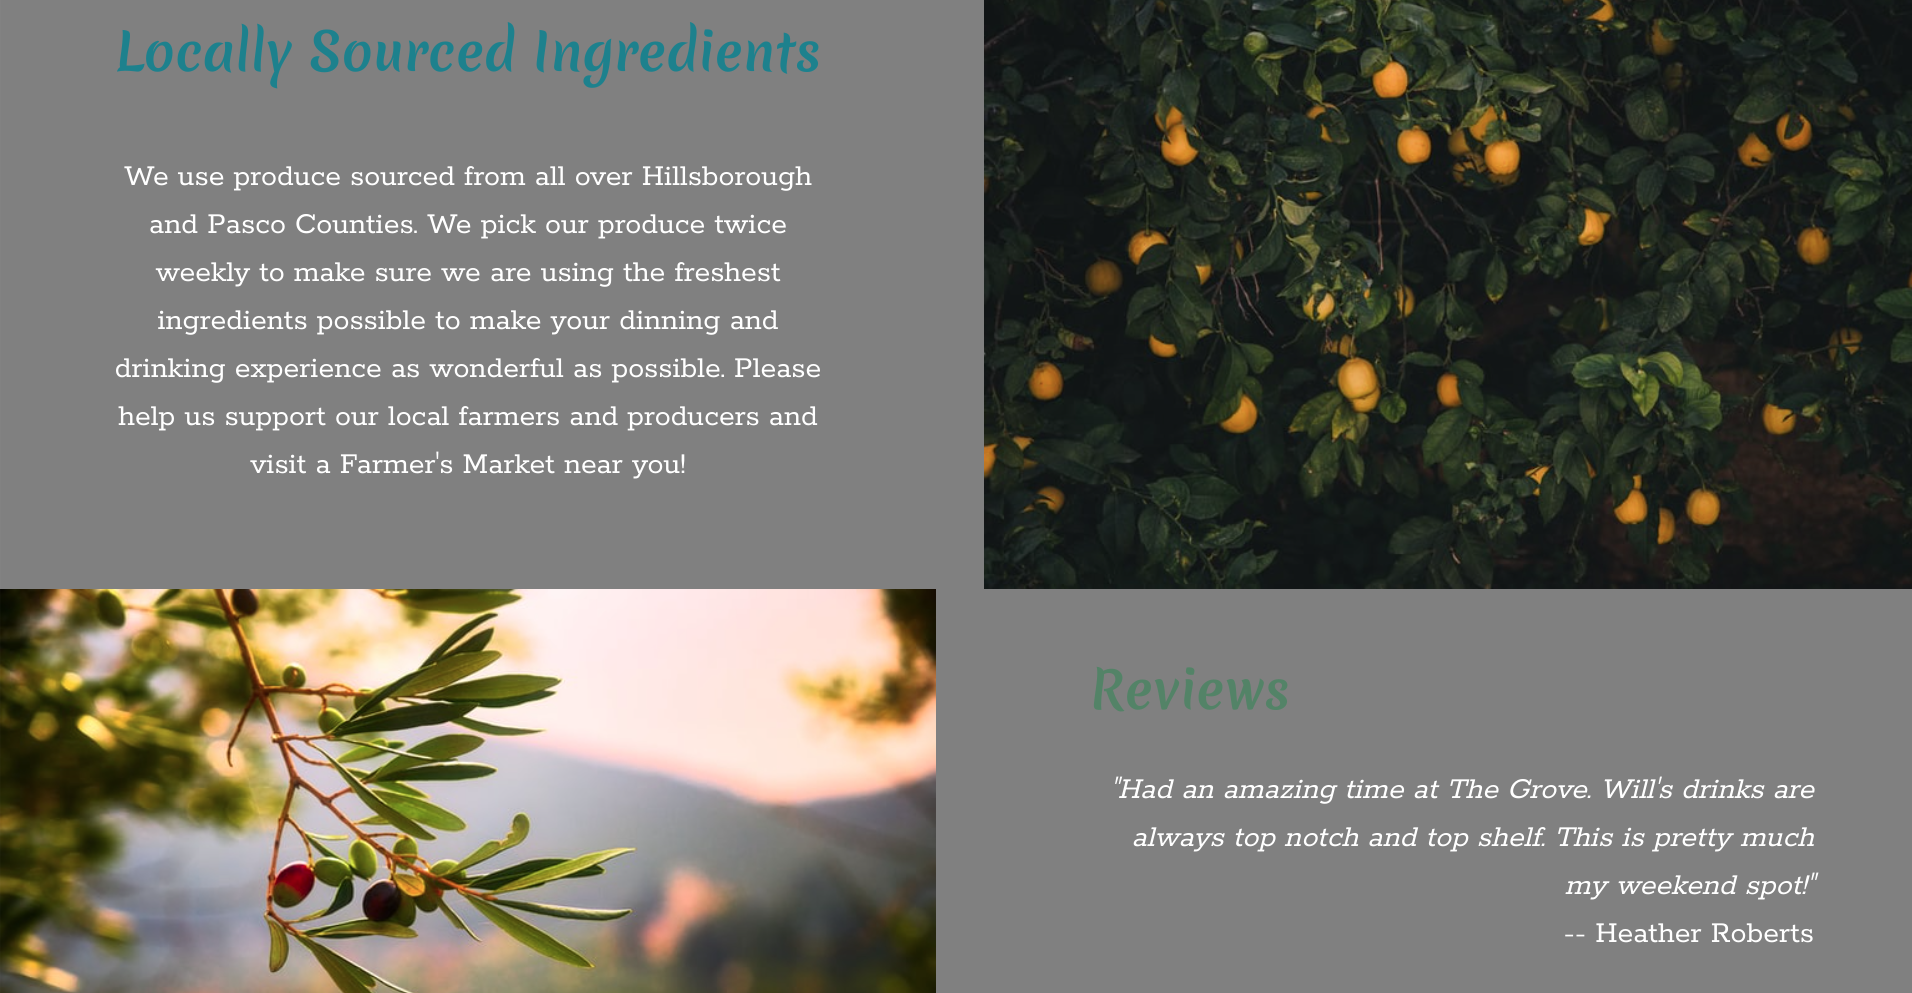 Locally Sourced Ingredients
We use produce sourced from all over Hillsborough
and Pasco Counties. We pick our produce twice
weekly to make sure we are using the freshest
ingredients possible to make your dinning and
drinking experience as wonderful as possible. Please
help us support our local farmers and producers and
visit a Farmer's Market near you!
Reviews
"Had an amazing time at The Grove. Will's drinks are
always top notch and top shelf. This is pretty much
my weekend spot!"
-- Heather Roberts